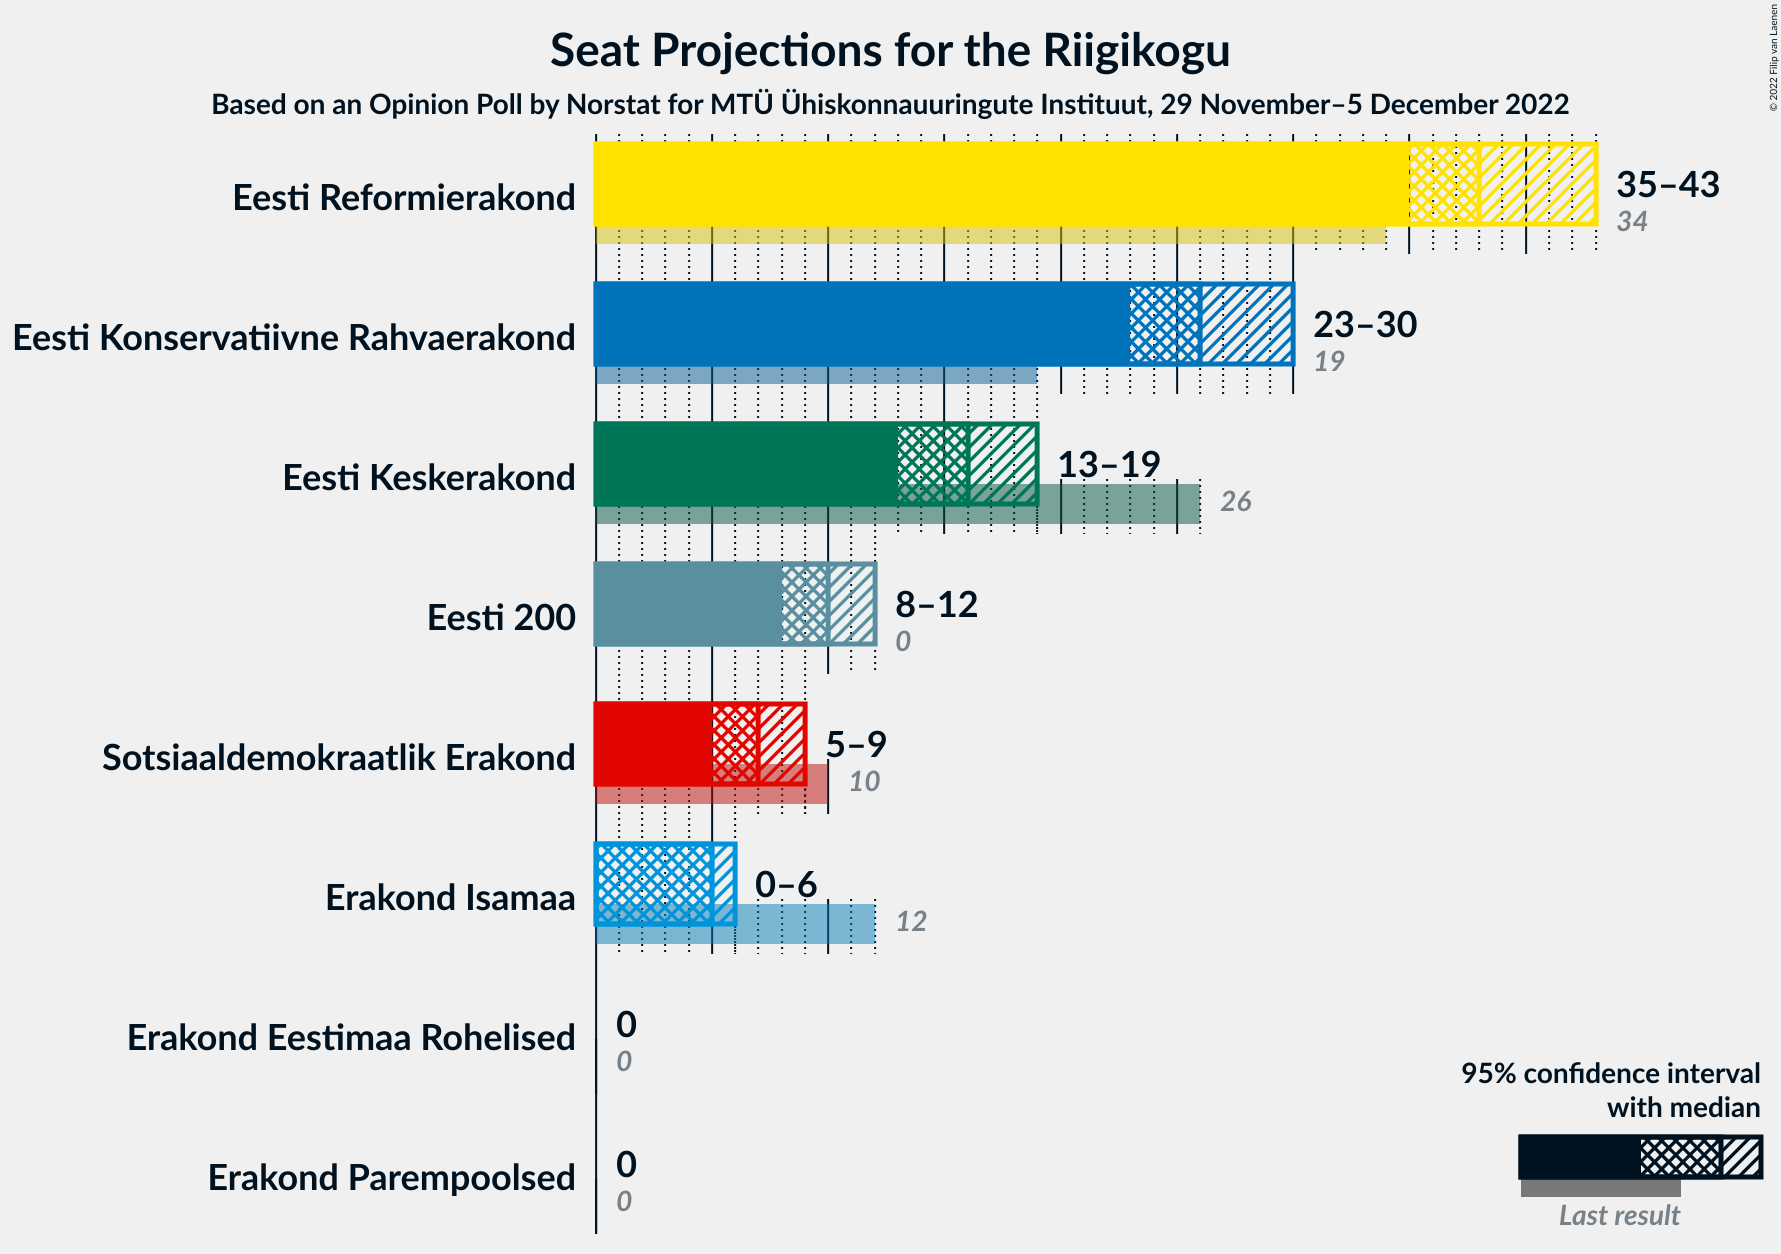 Seat Projections for the Riigikogu
Based on an Opinion Poll by Norstat for MTÜ Ühiskonnauuringute Instituut, 29 November–5 December 2022
© 2022 Filip van Laenen
Eesti Reformierakond
35–43
34
Eesti Konservatiivne Rahvaerakond
23–30
19
Eesti Keskerakond
13–19
26
Eesti 200
8–12
0
Sotsiaaldemokraatlik Erakond
5–9
10
Erakond Isamaa
0–6
12
Erakond Eestimaa Rohelised
0
0
Erakond Parempoolsed
0
0
95% confidence interval
with median
Last result